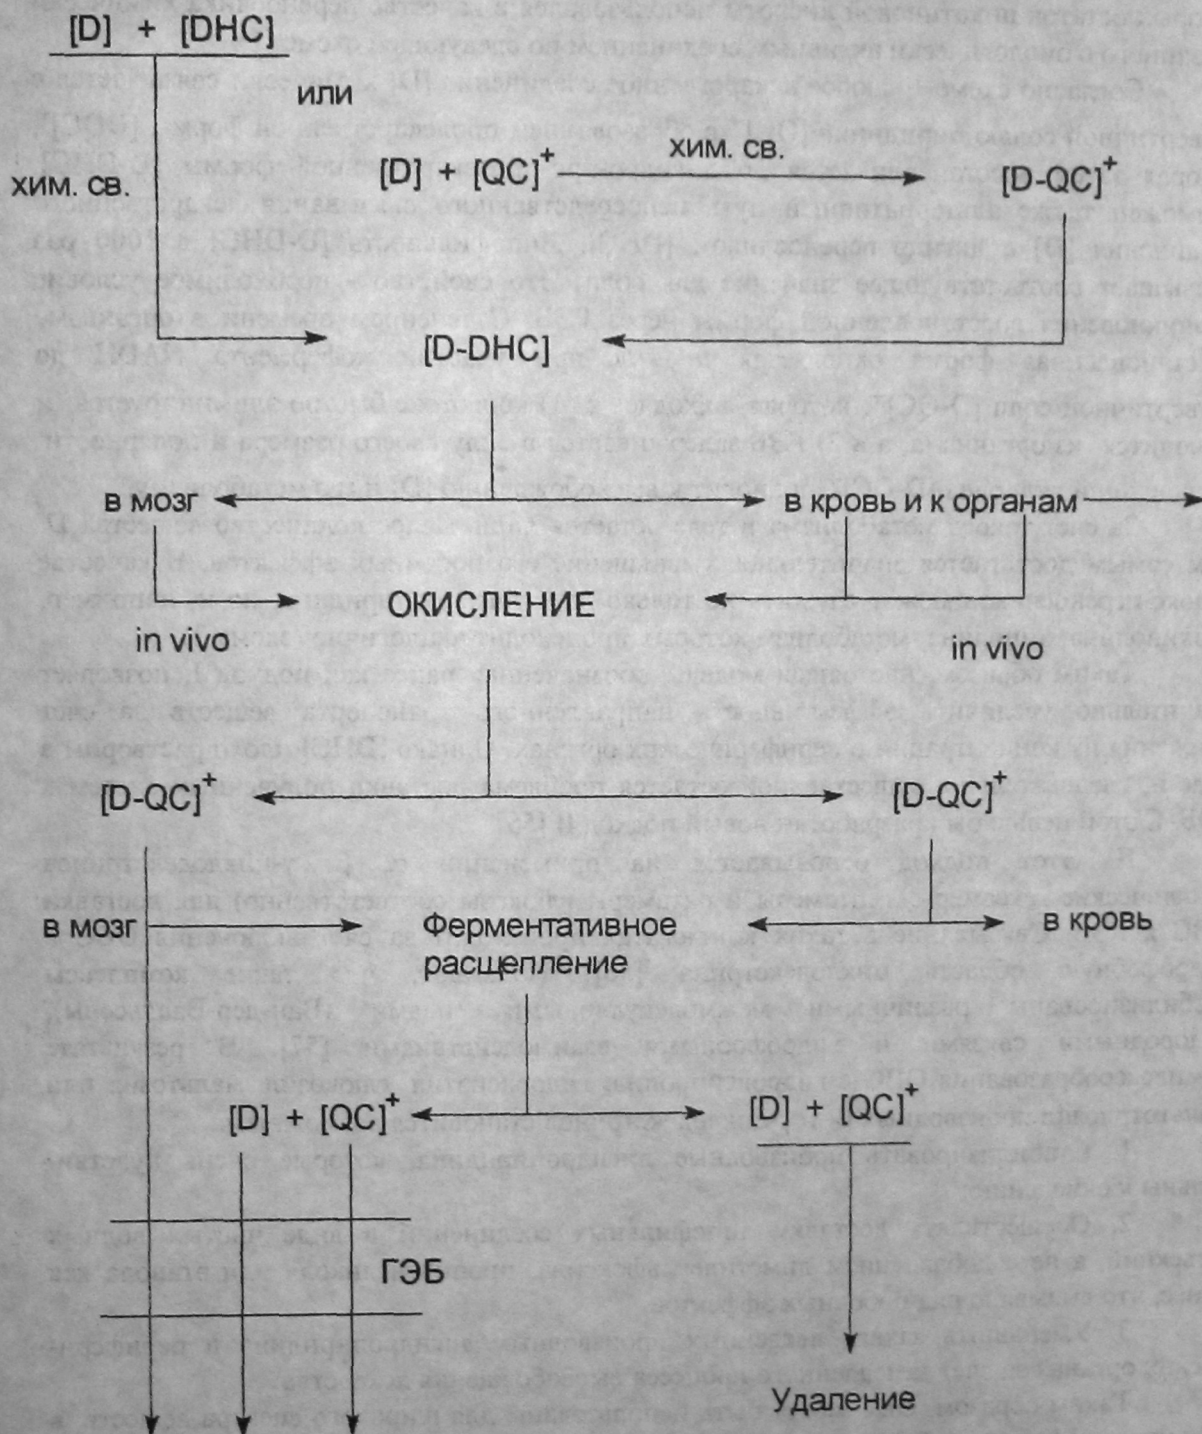 [D] + [DHC]
или
хим. св.
[D] + [QC]⁺
хим. св.
[D-QC]⁺
[D-DHC]
в мозг
в кровь и к органам
ОКИСЛЕНИЕ
in vivo
in vivo
[D-QC]⁺
[D-QC]⁺
в мозг
Ферментативное
расщепление
в кровь
[D] + [QC]⁺
[D] + [QC]⁺
ГЭБ
Удаление